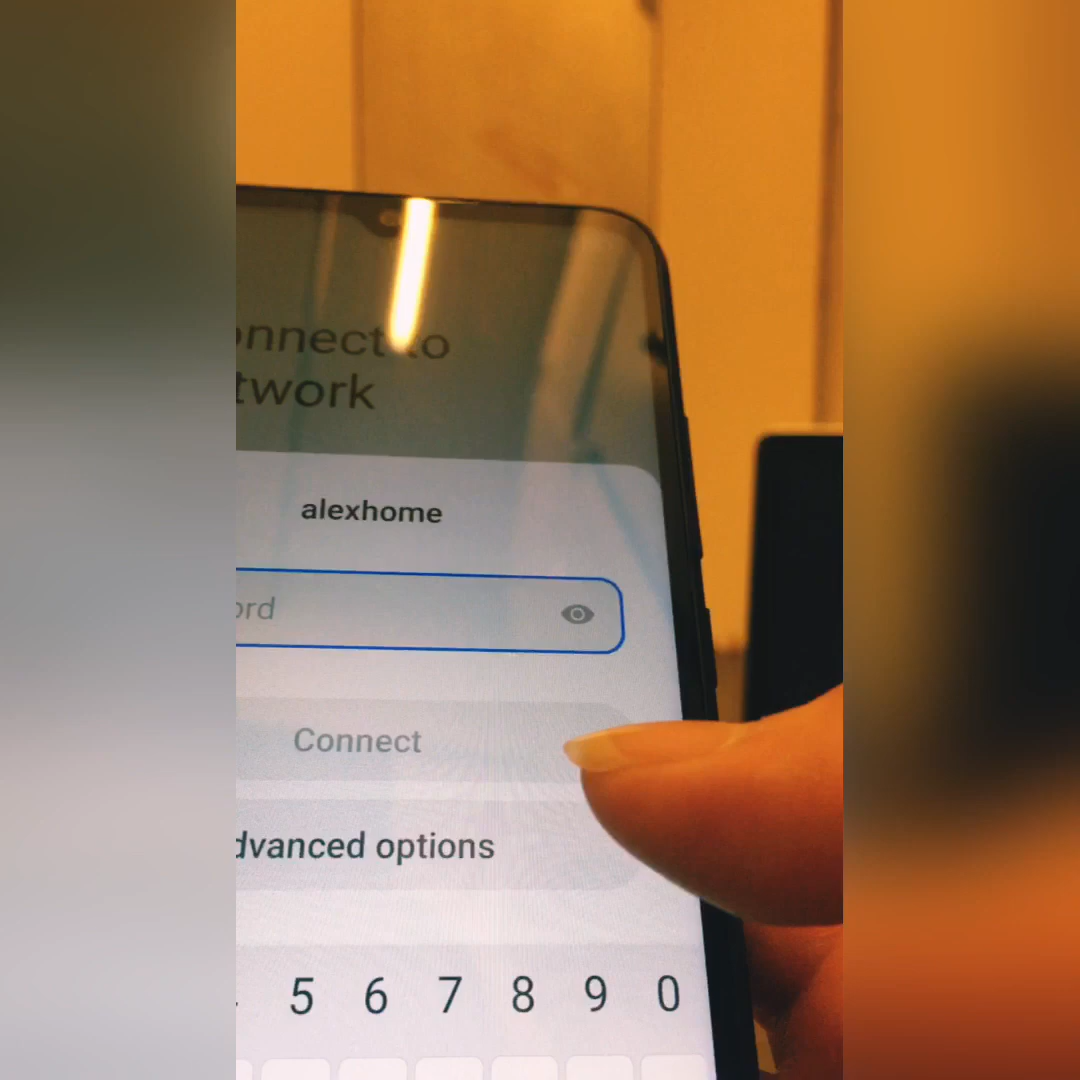 onnect to
twork
alexhome
ord
Connect
dvanced options
5 6 7 8 9 0